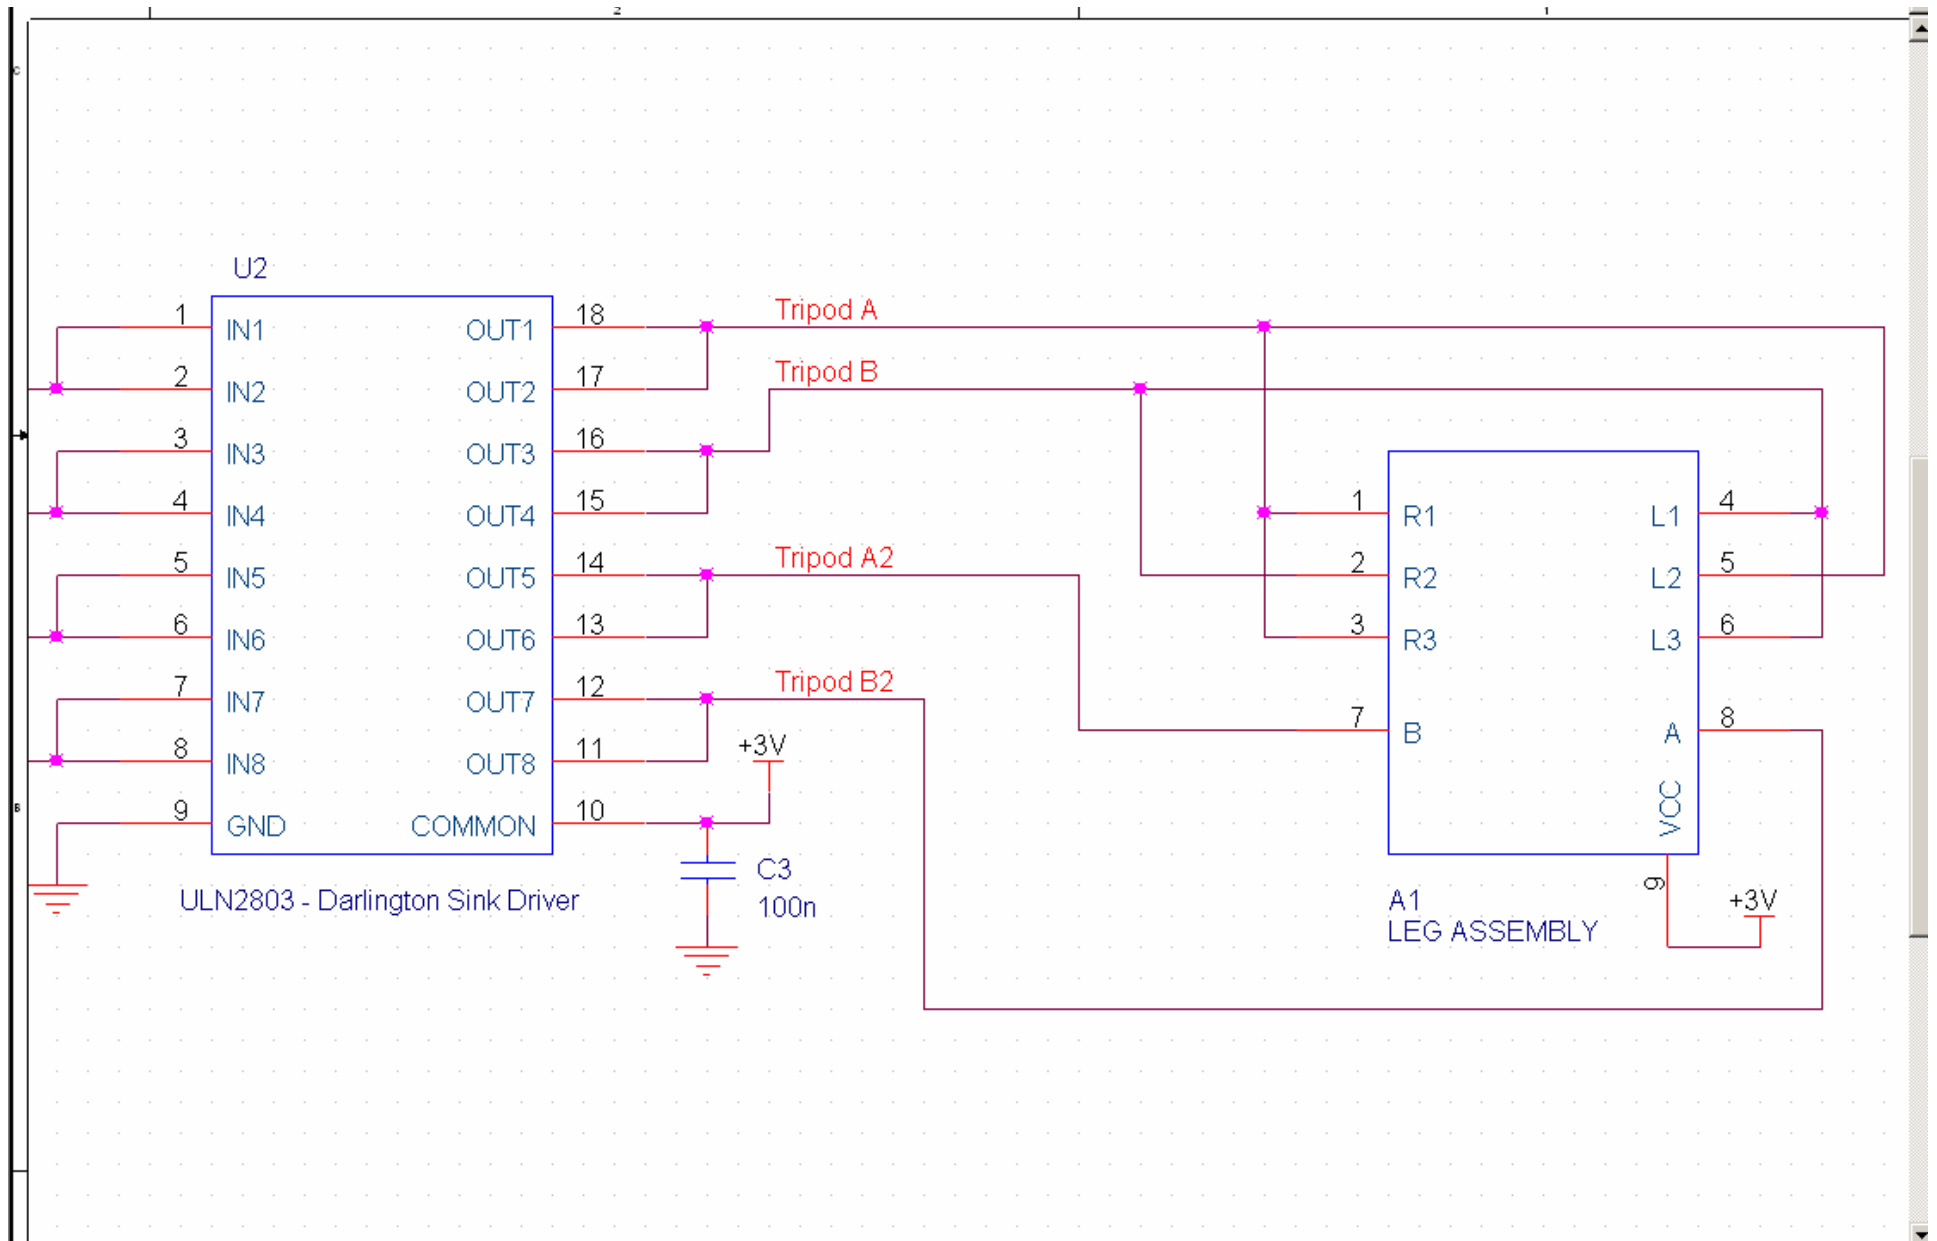 2
1
C
U2
1 IN1 OUT1 18 Tripod A
2 IN2 OUT2 17 Tripod B
3 IN3 OUT3 16
4 IN4 OUT4 15
5 IN5 OUT5 14 Tripod A2
6 IN6 OUT6 13
7 IN7 OUT7 12 Tripod B2
8 IN8 OUT8 11 +3V
9 GND COMMON 10
B
ULN2803 - Darlington Sink Driver
C3
100n
1 R1 L1 4
2 R2 L2 5
3 R3 L3 6
7 B A 8
VCC
9
+3V
A1
LEG ASSEMBLY